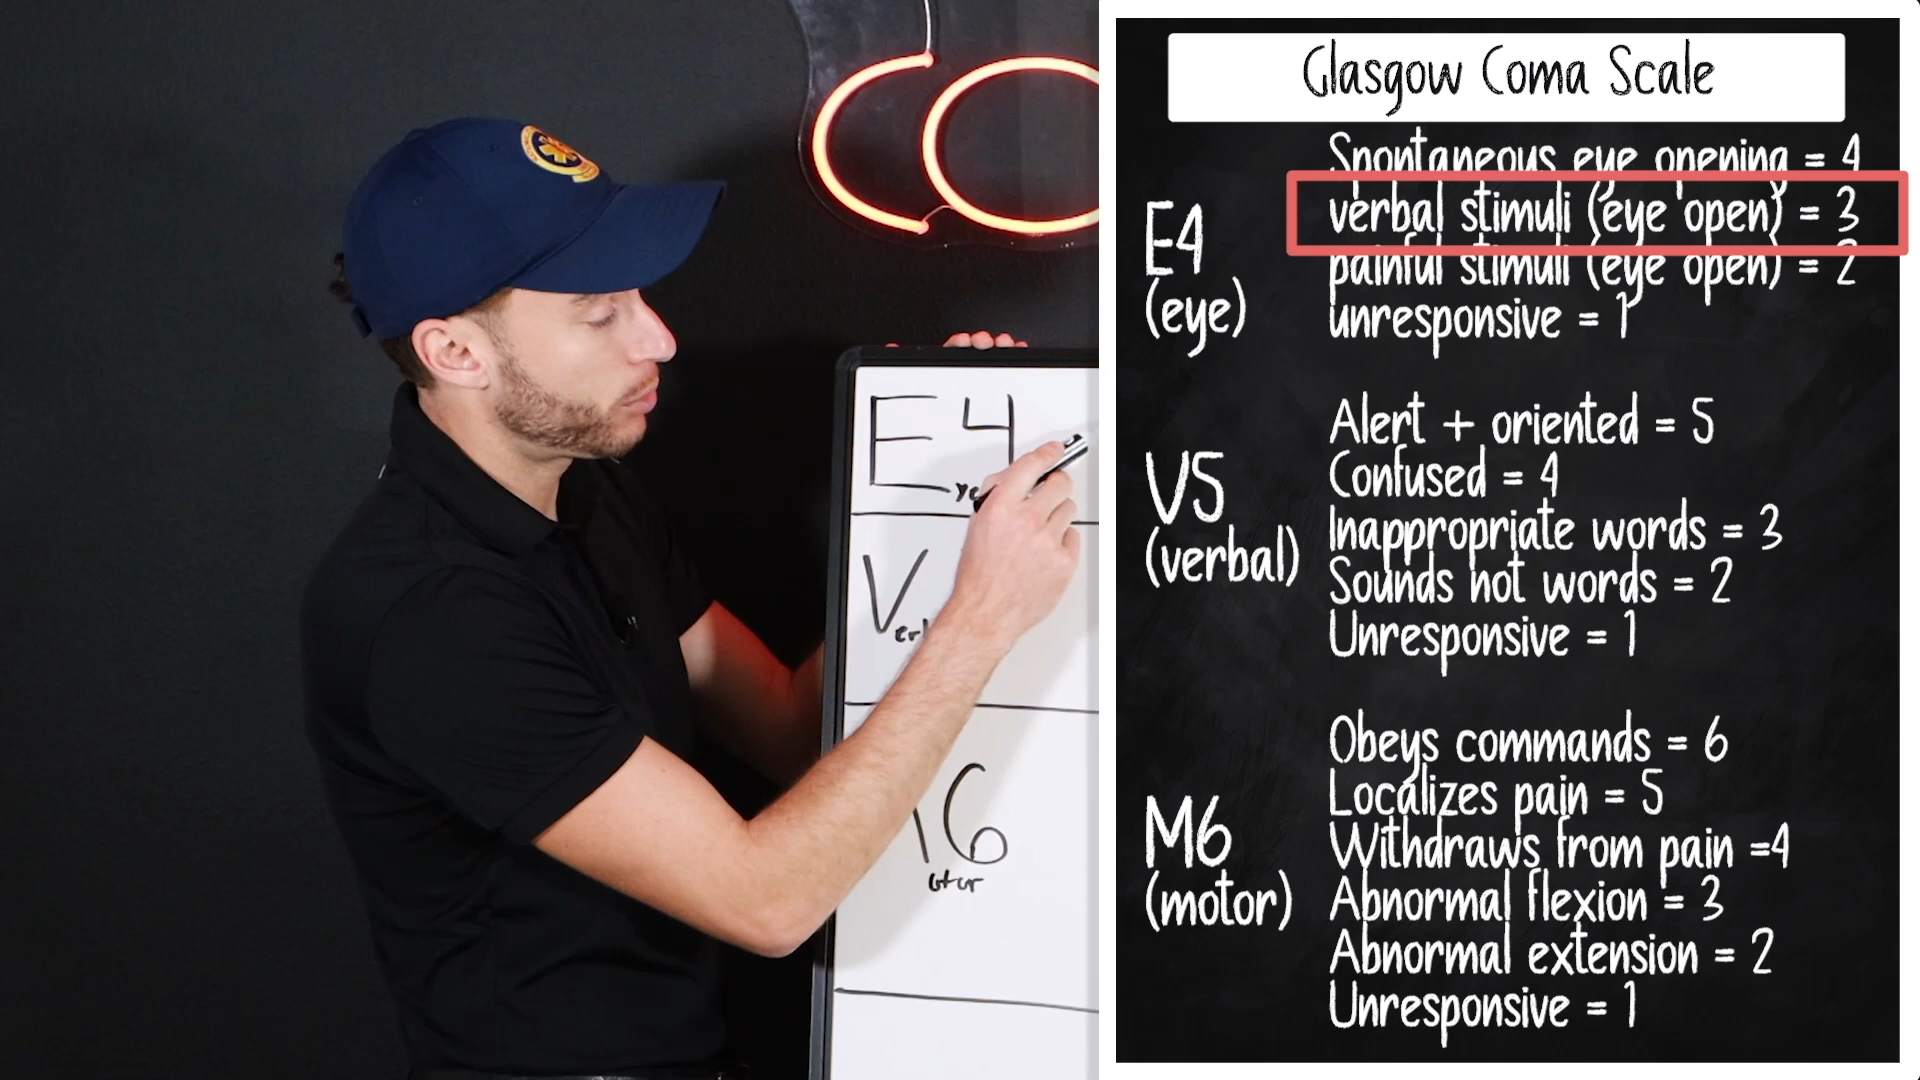 Glasgow Coma Scale
E4
(eye)
Spontaneous eye opening = 4
verbal stimuli (eye open) = 3
painful stimuli (eye open) = 2
unresponsive = 1
V5
(verbal)
Alert + oriented = 5
Confused = 4
Inappropriate words = 3
Sounds not words = 2
Unresponsive = 1
M6
(motor)
Obeys commands = 6
Localizes pain = 5
Withdraws from pain =4
Abnormal flexion = 3
Abnormal extension = 2
Unresponsive = 1
E4
V
6